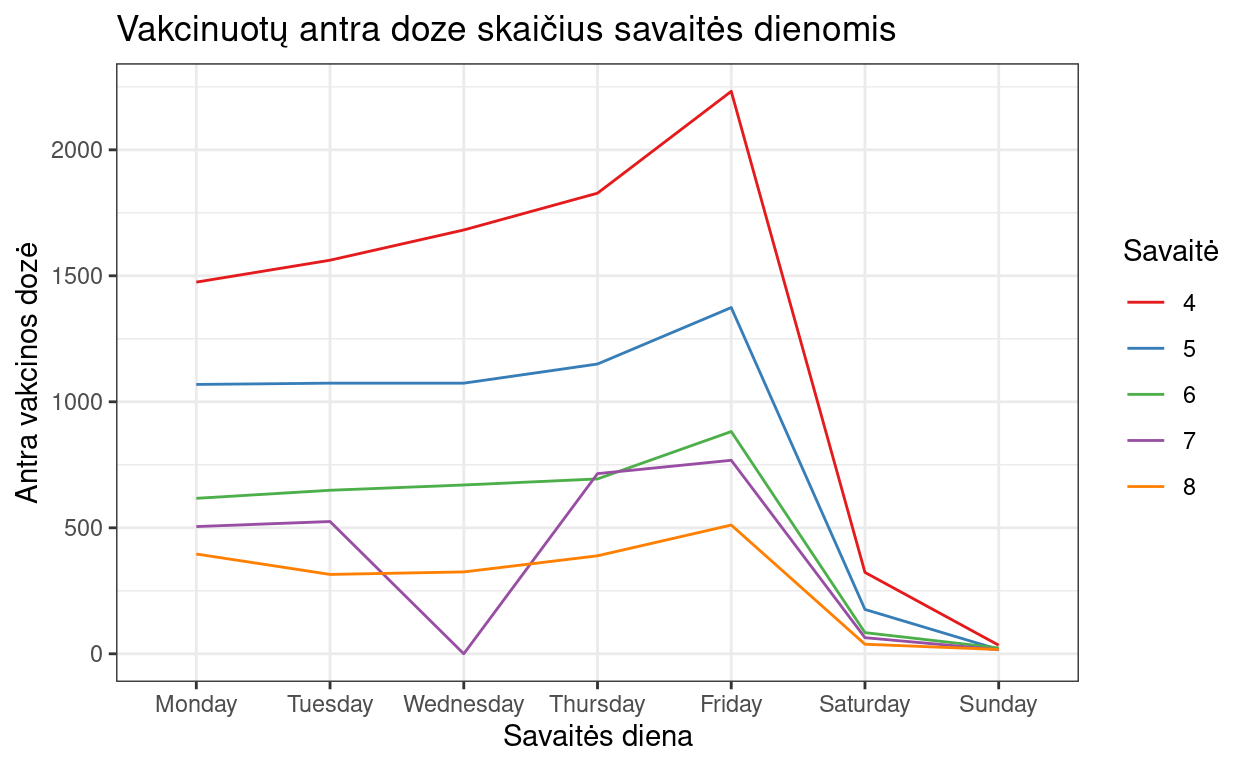 Vakcinuotų antra doze skaičius savaitės dienomis
Antra vakcinos dozė
2000
1500
1000
500
0
Monday Tuesday Wednesday Thursday Friday Saturday Sunday
Savaitės diena
Savaitė
4
5
6
7
8